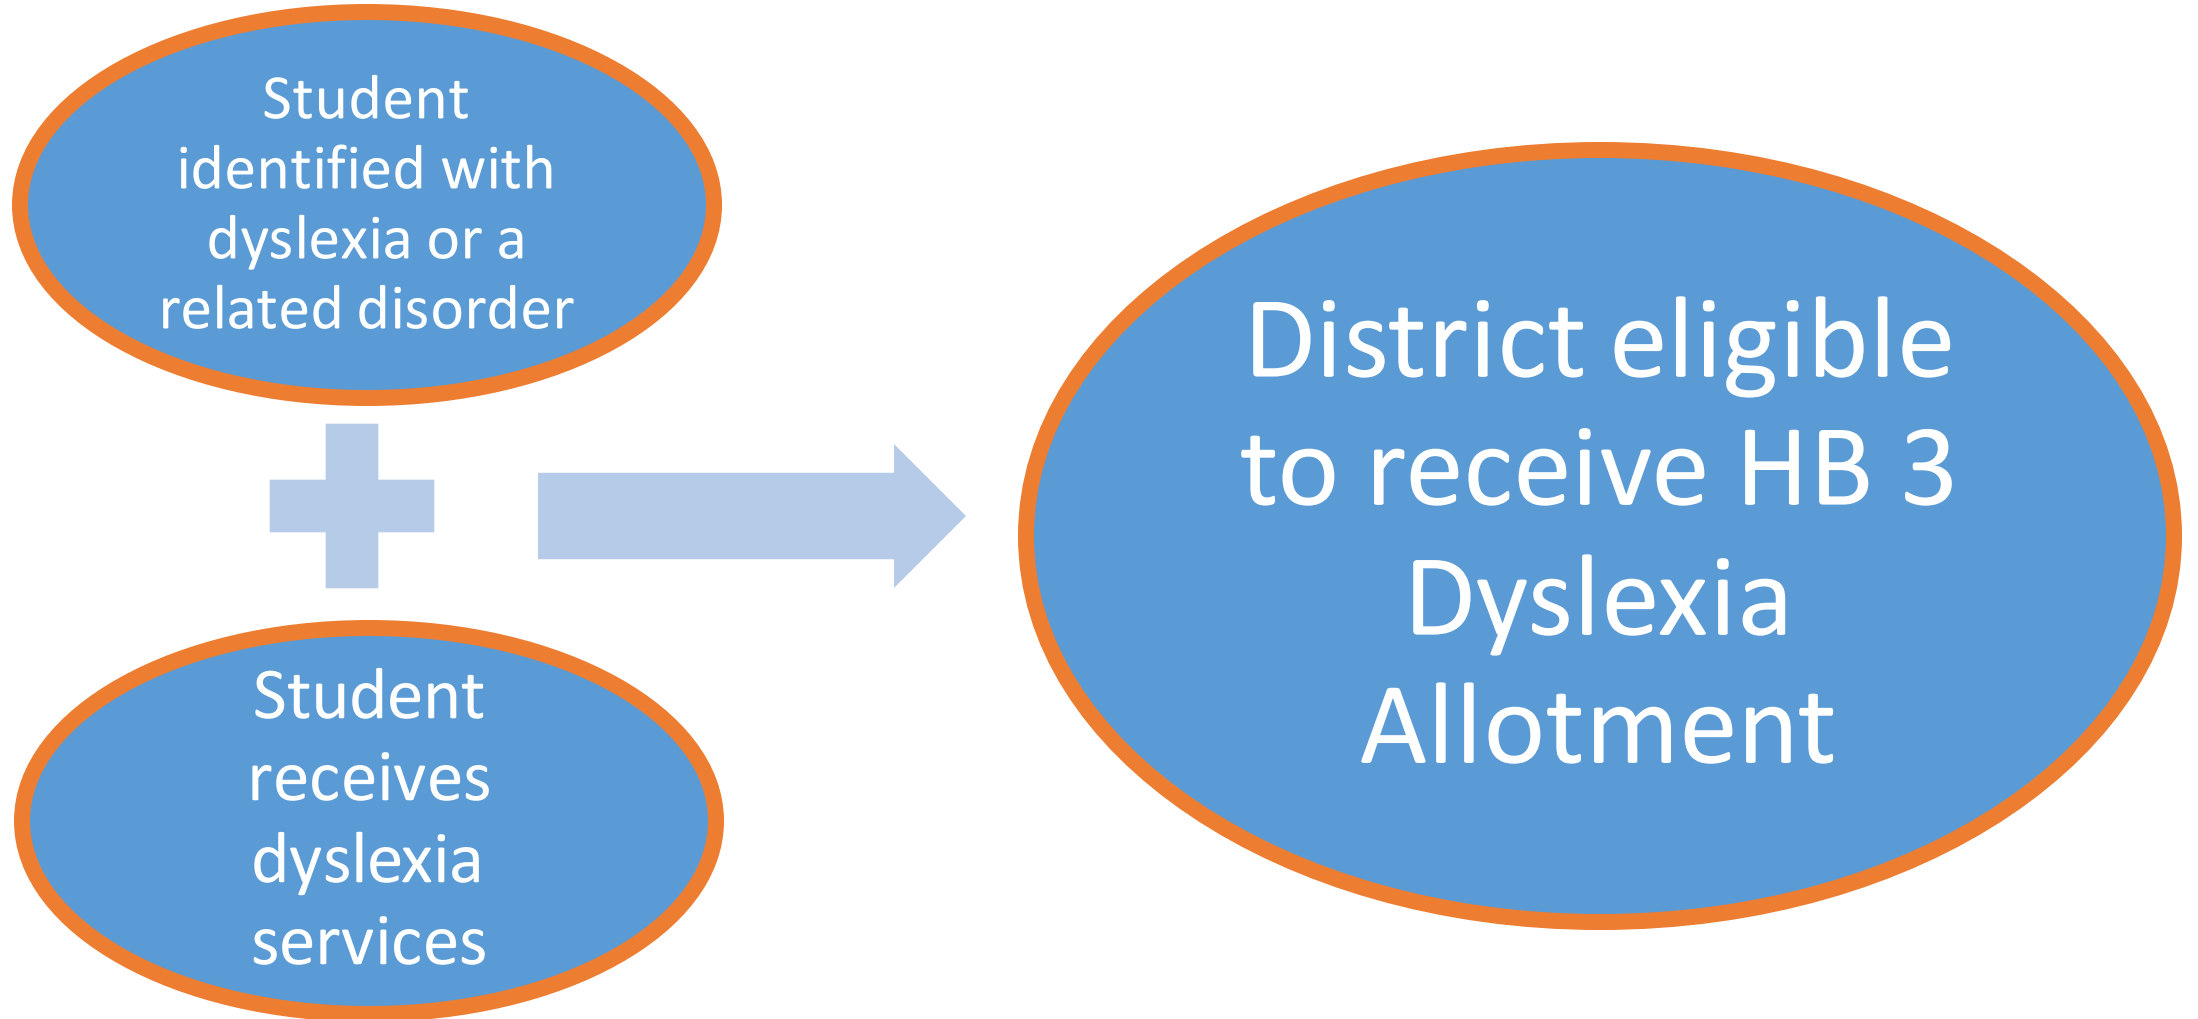 Student
identified with
dyslexia or a
related disorder
Student
receives
dyslexia
services
District eligible
to receive HB 3
Dyslexia
Allotment